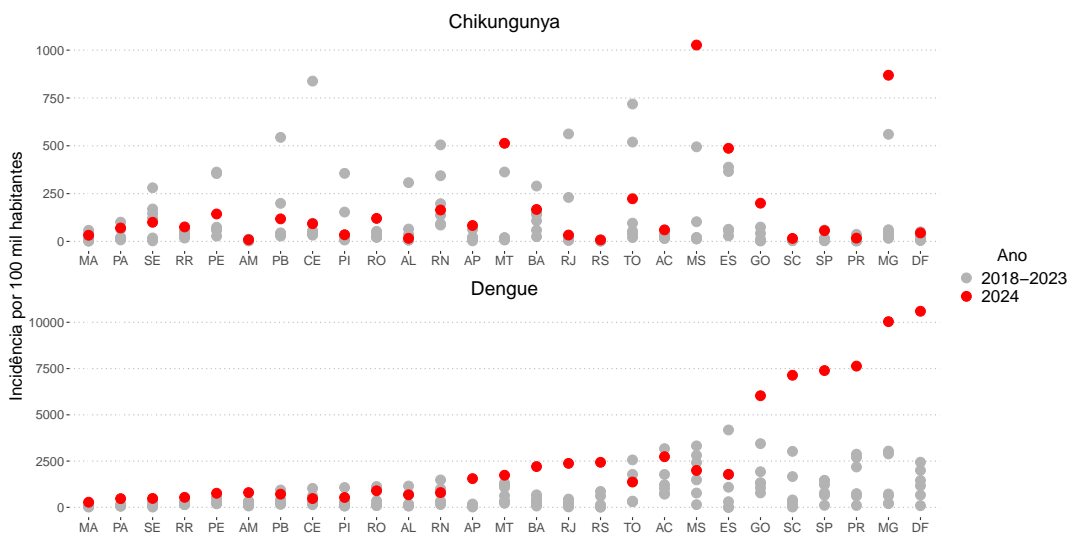 Chikungunya
1000
750
500
250
0
MA PA SE RR PE AM PB CE PI RO AL RN AP MT BA RJ RS TO AC MS ES GO SC SP PR MG DF
Dengue
10000
7500
5000
2500
0
MA PA SE RR PE AM PB CE PI RO AL RN AP MT BA RJ RS TO AC MS ES GO SC SP PR MG DF
Incidência por 100 mil habitantes
Ano
2018−2023
2024